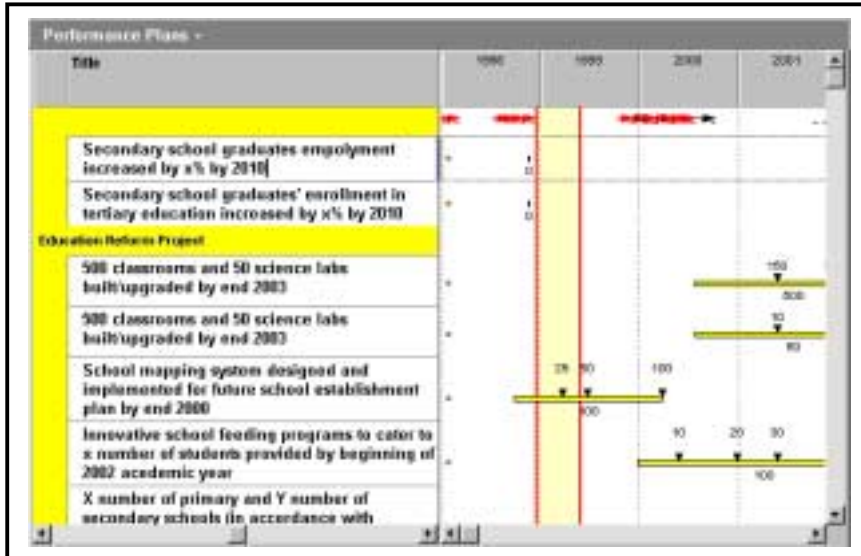 Performance Plans
Title
1998 1999 2000 2001
Secondary school graduates empolyment
increased by x% by 2010
0
Secondary school graduates' enrollment in
tertiary education increased by x% by 2010
0
Education Reform Project
500 classrooms and 50 science labs
built/upgraded by end 2003
150
500
500 classrooms and 50 science labs
built/upgraded by end 2003
10
50
School mapping system designed and
implemented for future school establishment
plan by end 2000
25 50 100
100
Innovative school feeding programs to cater to
x number of students provided by beginning of
2002 academic year
10 20 30
100
X number of primary and Y number of
secondary schools (in accordance with